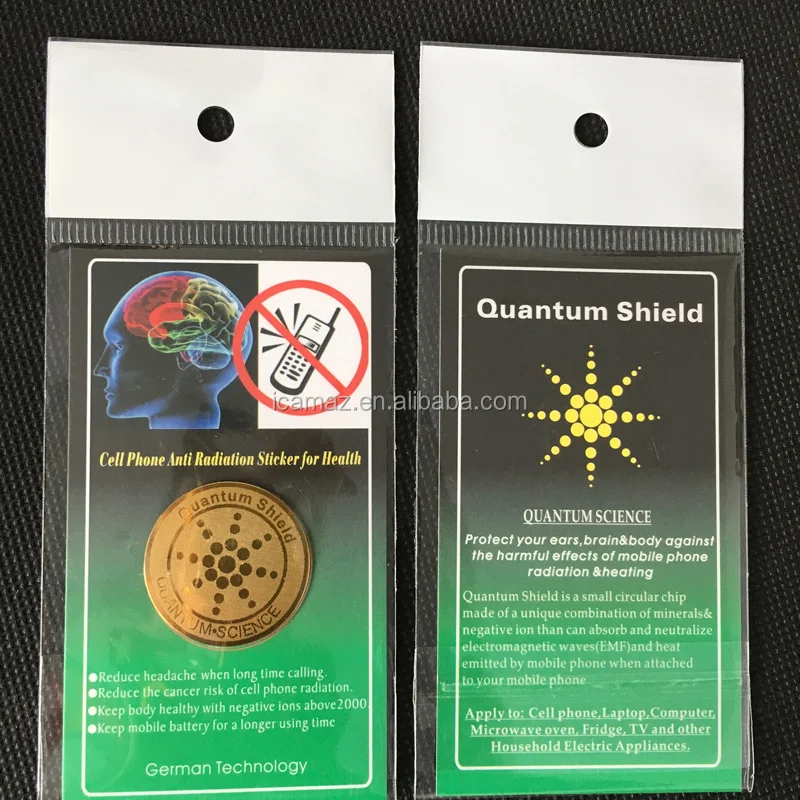 Cell Phone Anti Radiation Sticker for Health
Quantum Shield
QUANTUM•SCIENCE
●Reduce headache when long time calling.
●Reduce the cancer risk of cell phone radiation.
●Keep body healthy with negative ions above2000
●Keep mobile battery for a longer using time
German Technology
Quantum Shield
QUANTUM SCIENCE
Protect your ears,brain&body against
the harmful effects of mobile phone
radiation &heating
Quantum Shield is a small circular chip
made of a unique combination of minerals&
negative ion than can absorb and neutralize
electromagnetic waves(EMF)and heat
emitted by mobile phone when attached
to your mobile phone
Apply to: Cell phone,Laptop,Computer,
Microwave oven, Fridge, TV and other
Household Electric Appliances.
icamaz.en.alibaba.com